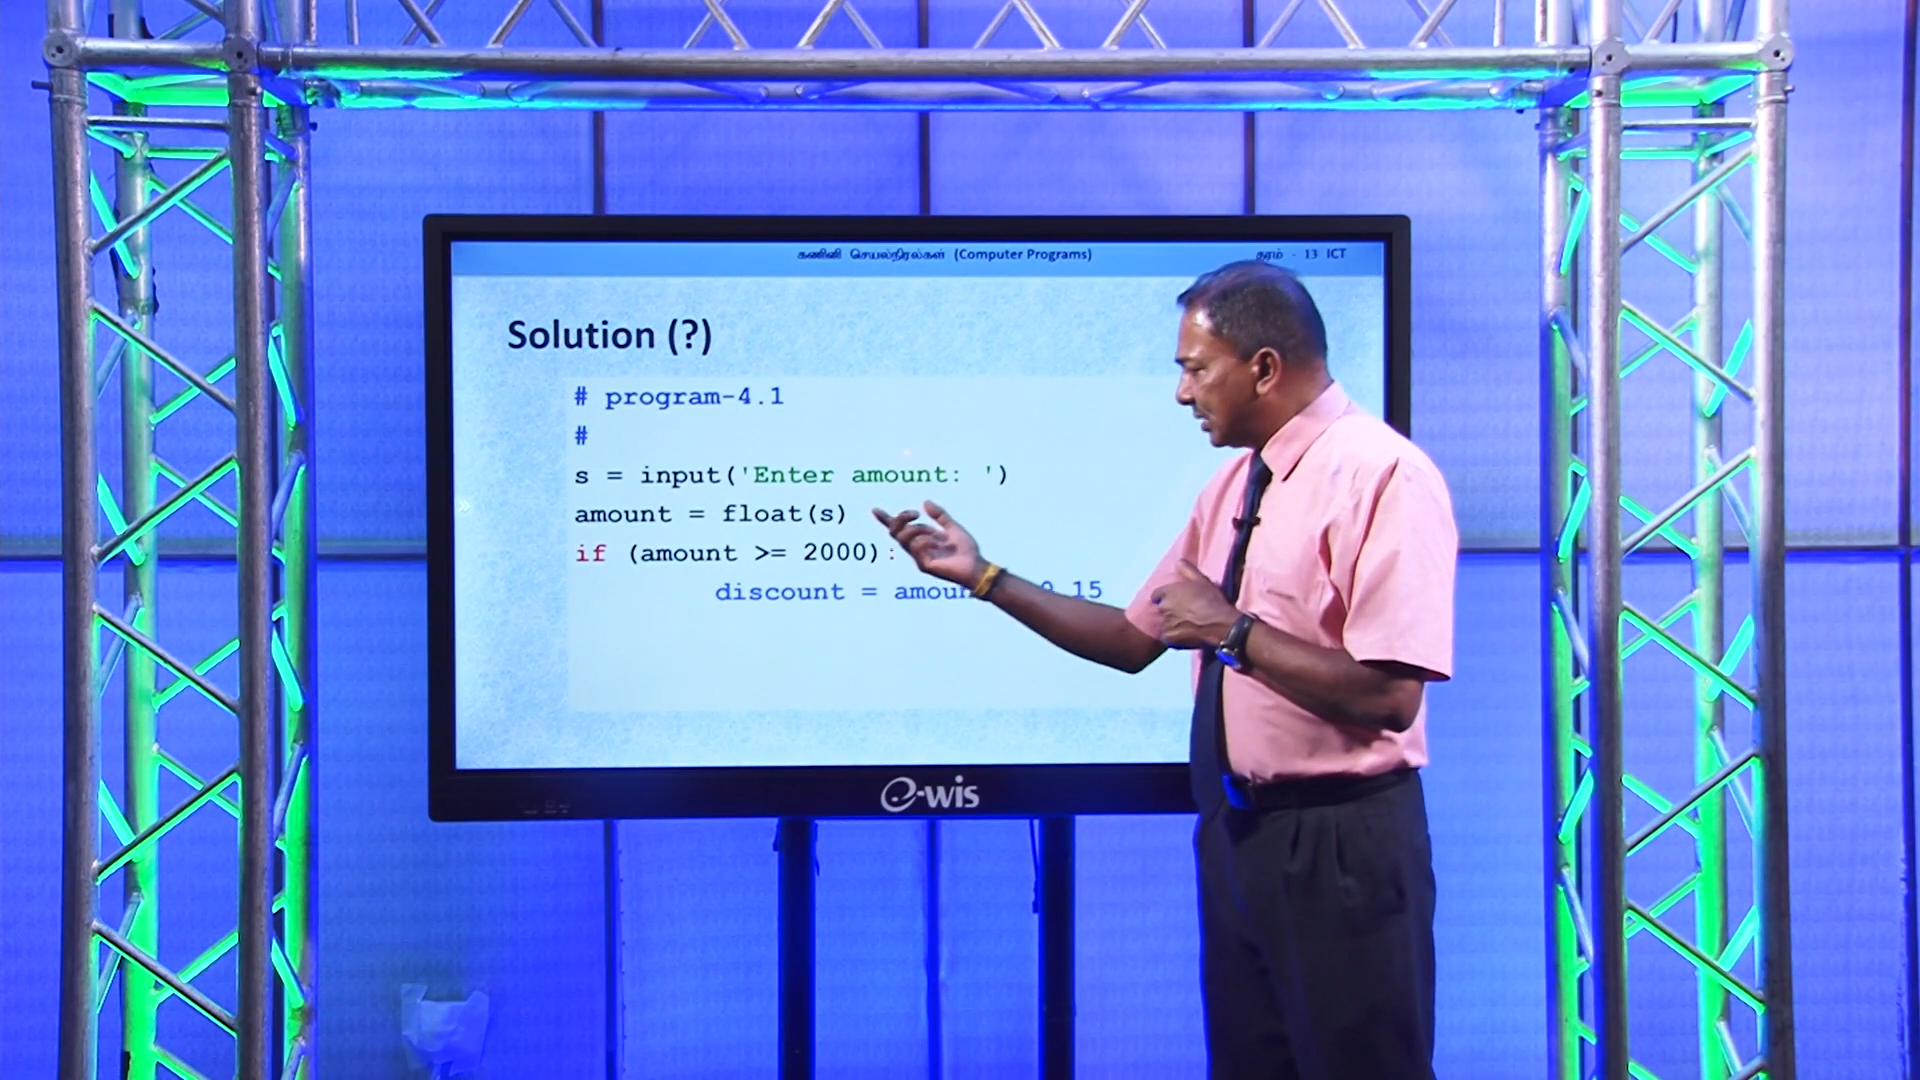 கணினி செயல்நிரல்கள் (Computer Programs)
தரம் - 13 ICT
Solution (?)
# program-4.1
#
s = input('Enter amount: ')
amount = float(s)
if (amount >= 2000):
discount = 15
e-wis